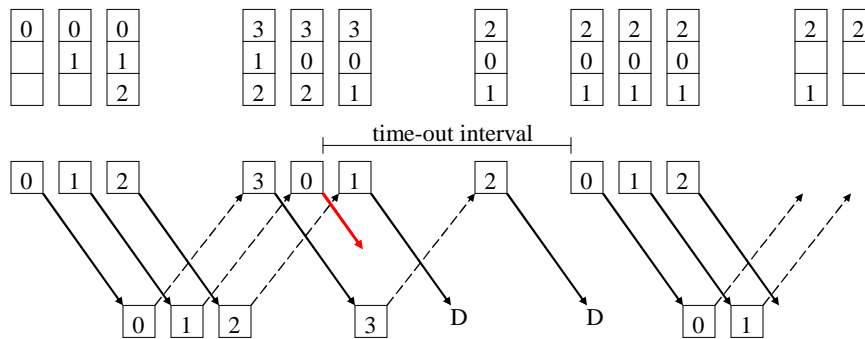 0 0 0 3 3 3 2 2 2 2 2 2
1 1 1 0 0 0 0 0 0
2 2 2 1 1 1 1 1 1
time-out interval
0 1 2 3 0 1 2 0 1 2
0 1 2 3 D D 0 1